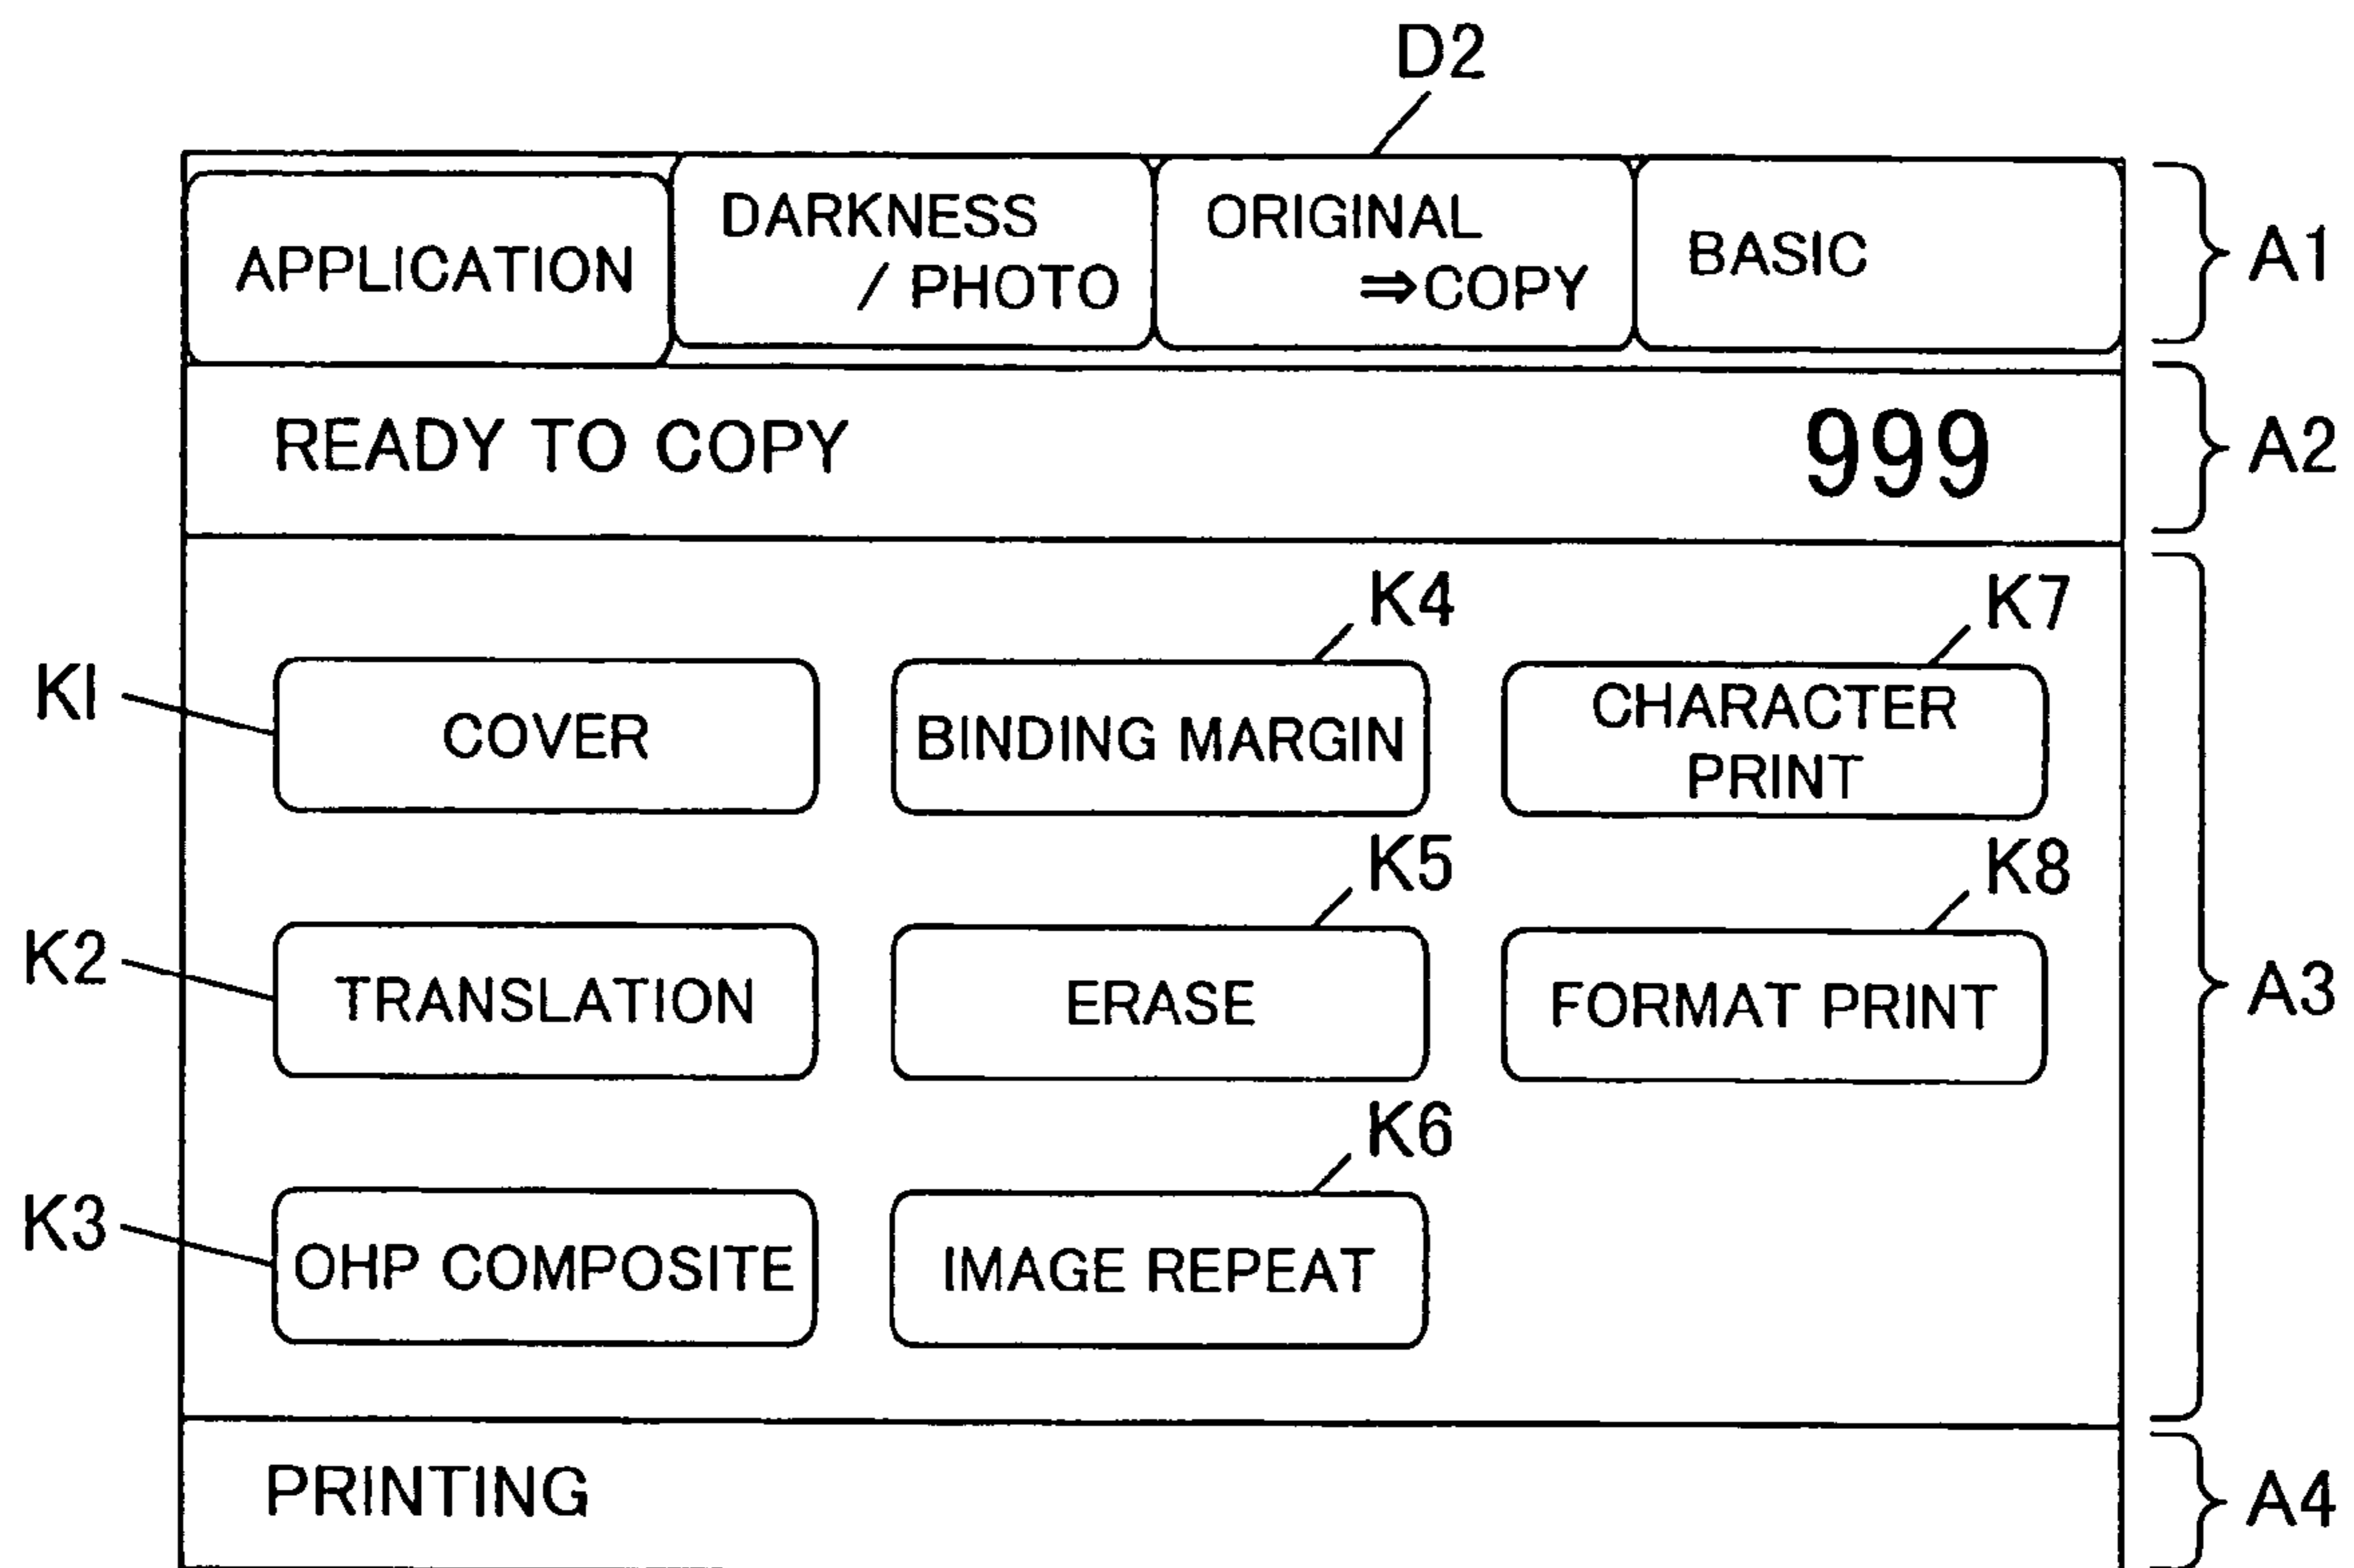 D2
APPLICATION
DARKNESS
/ PHOTO
ORIGINAL
⇒COPY
BASIC
A1
READY TO COPY
999
A2
K1
COVER
K4
BINDING MARGIN
K7
CHARACTER
PRINT
K2
TRANSLATION
K5
ERASE
K8
FORMAT PRINT
A3
K3
OHP COMPOSITE
K6
IMAGE REPEAT
PRINTING
A4